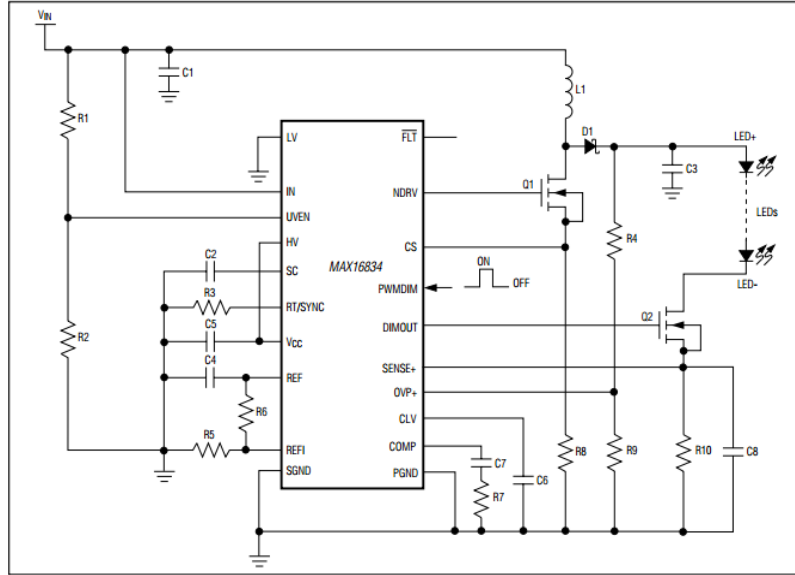 VIN
C1
L1
R1
LV
FLT
D1
LED+
IN
NDRV
Q1
C3
UVEN
LEDs
HV
CS
R4
C2
SC
MAX16834
ON
R3
PWMDIM
OFF
LED-
RT/SYNC
C5
DIMOUT
Q2
R2
VCC
C4
SENSE+
REF
OVP+
R6
CLV
R5
COMP
C7
R8
R9
R10
C8
REFI
SGND
PGND
C6
R7